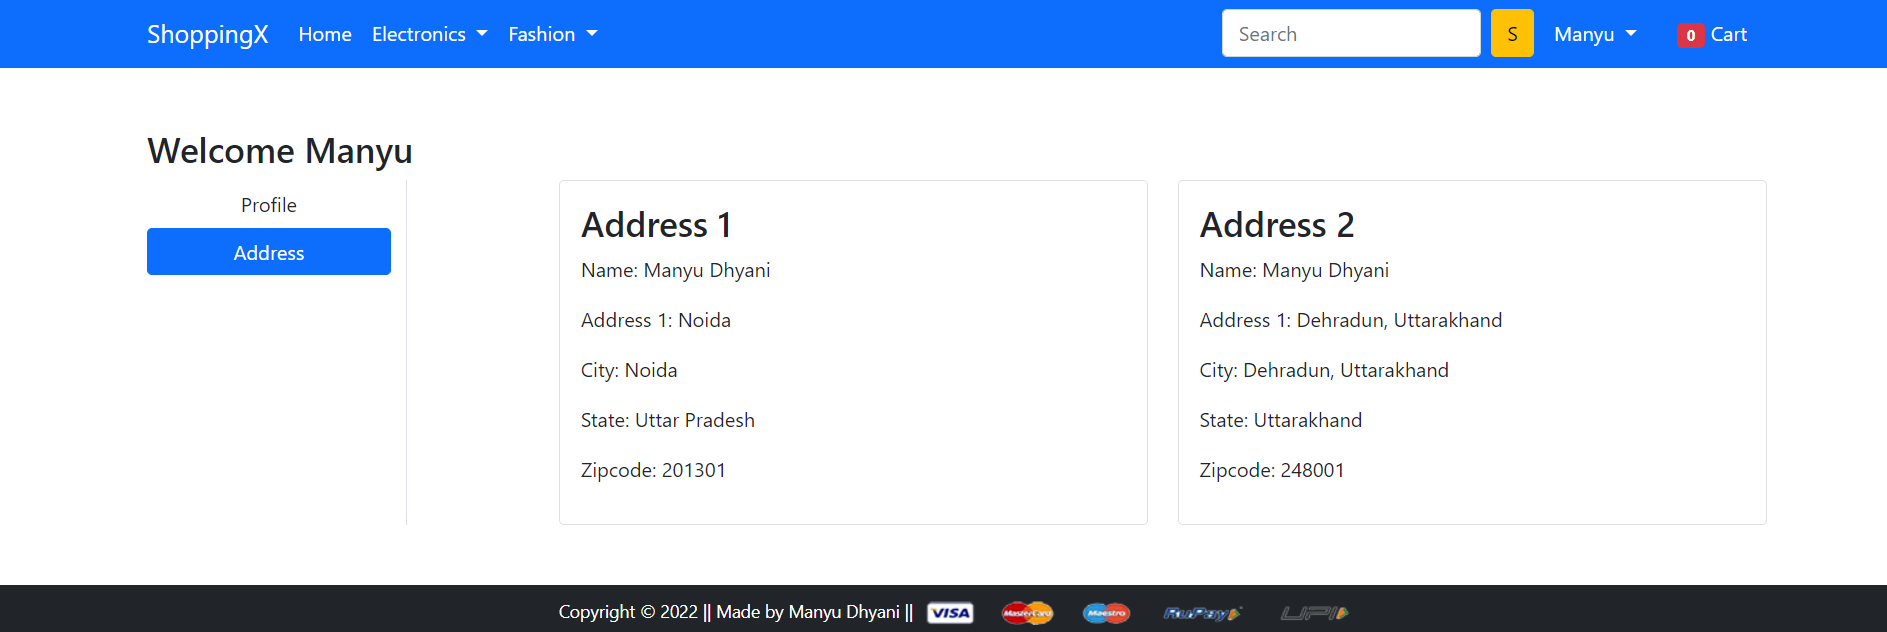 ShoppingX Home Electronics Fashion Search S Manyu 0 Cart
Welcome Manyu
Profile
Address
Address 1
Name: Manyu Dhyani
Address 1: Noida
City: Noida
State: Uttar Pradesh
Zipcode: 201301
Address 2
Name: Manyu Dhyani
Address 1: Dehradun, Uttarakhand
City: Dehradun, Uttarakhand
State: Uttarakhand
Zipcode: 248001
Copyright © 2022 || Made by Manyu Dhyani || VISA MasterCard Maestro RuPay UPI